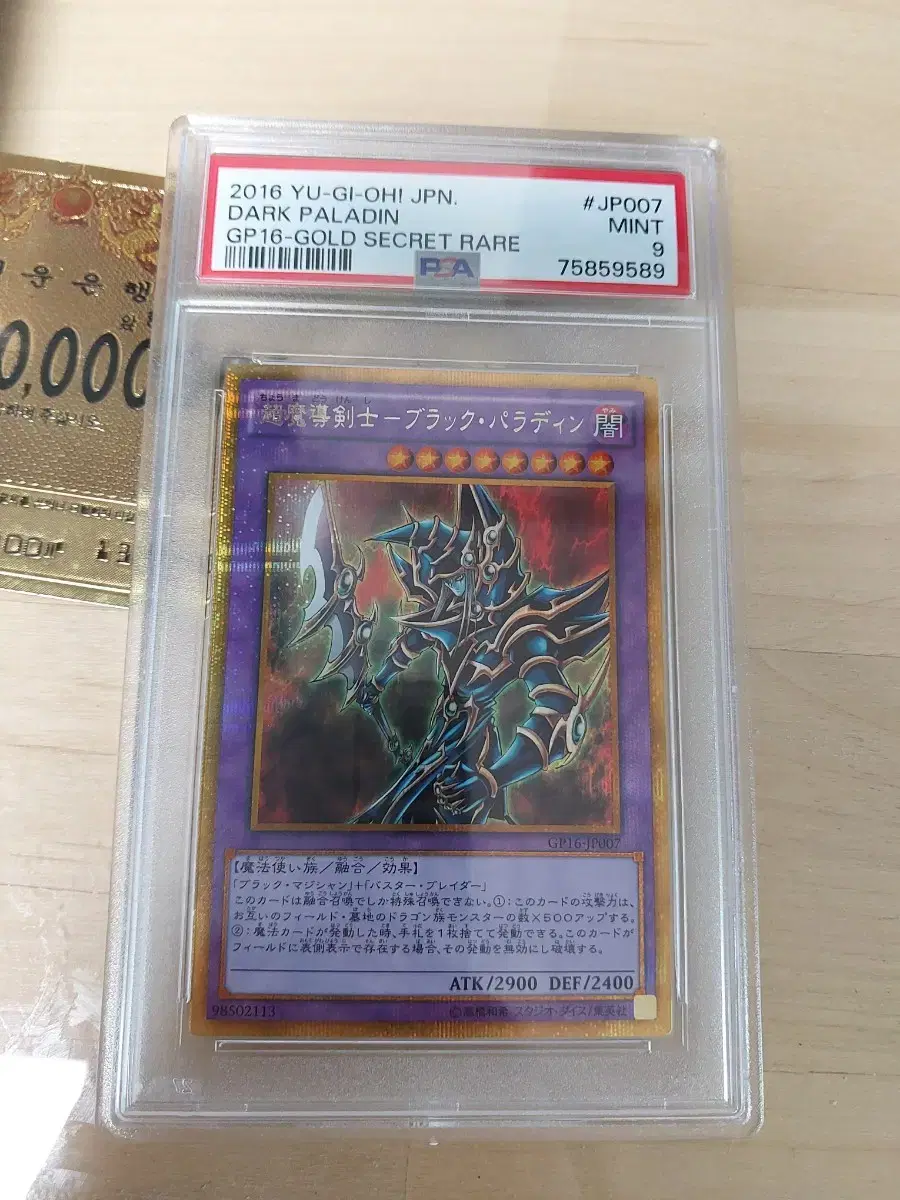 2016 YU-GI-OH! JPN.
DARK PALADIN
GP16-GOLD SECRET RARE
#JP007
MINT
9
75859589
PSA
운은행
0,000
超魔導剣士-ブラック・パラディン
闇
GP16-JP007
【魔法使い族/融合/効果】
「ブラック・マジシャン」+「バスター・ブレイダー」
このカードは融合召喚でしか特殊召喚できない。①:このカードの攻撃力は、
お互いのフィールド・墓地のドラゴン族モンスターの数×500アップする。
②:魔法カードが発動した時、手札を1枚捨てて発動できる。このカードが
フィールドに表側表示で存在する場合、その発動を無効にし破壊する。
ATK/2900 DEF/2400
98502113
©高橋和希 スタジオ・ダイス/集英社